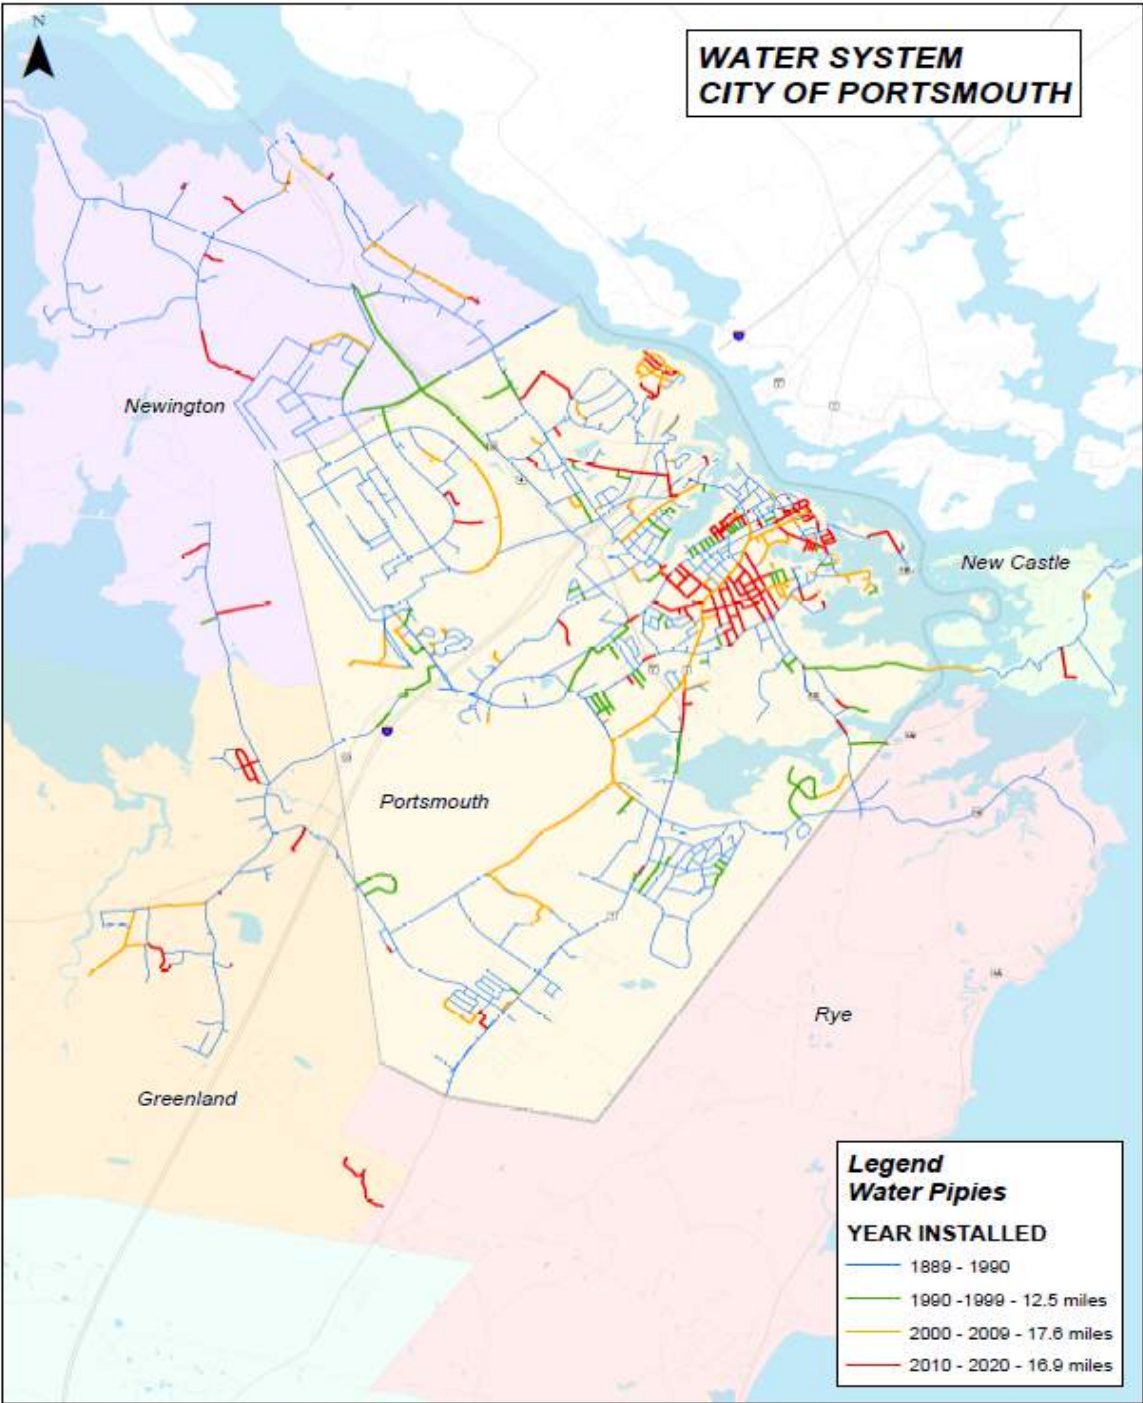 N
WATER SYSTEM
CITY OF PORTSMOUTH
Newington
New Castle
Portsmouth
Rye
Greenland
Legend
Water Pipies
YEAR INSTALLED
1889 - 1990
1990 -1999 - 12.5 miles
2000 - 2009 - 17.6 miles
2010 - 2020 - 16.9 miles